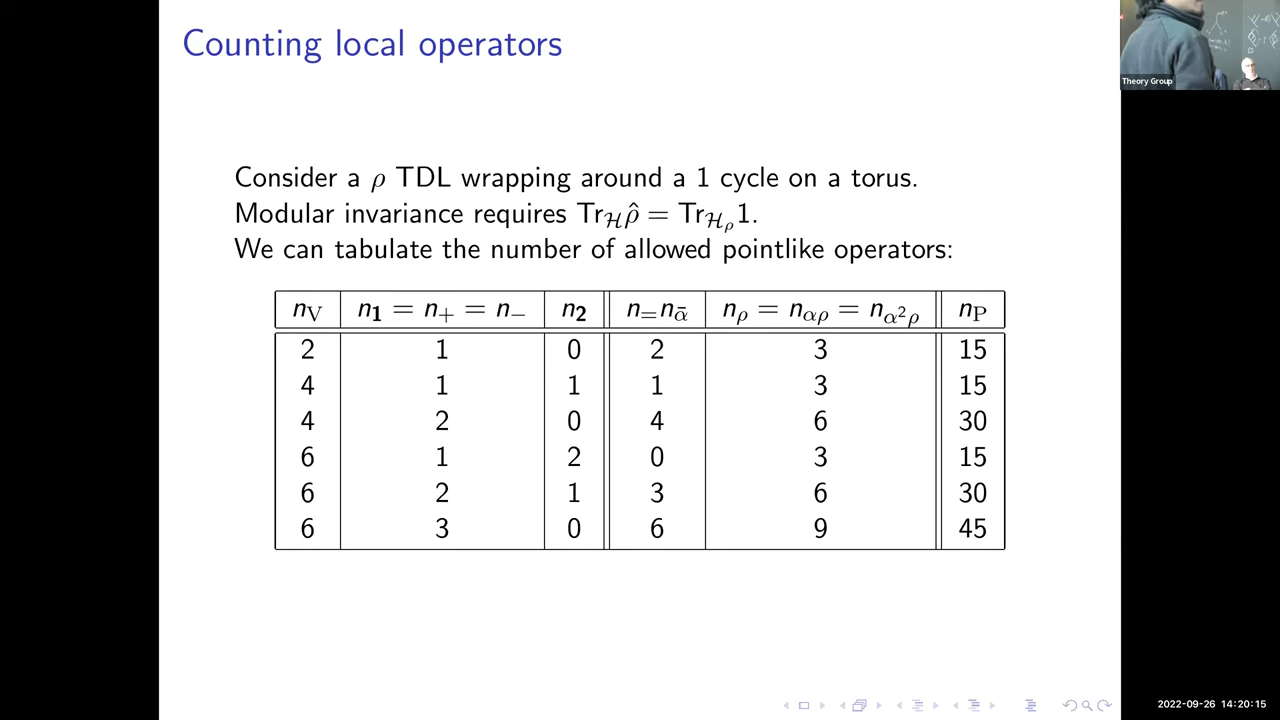 Counting local operators
Theory Group
Consider a ρ TDL wrapping around a 1 cycle on a torus.
Modular invariance requires Tr_ℋ ρ̂ = Tr_{ℋ_ρ} 1.
We can tabulate the number of allowed pointlike operators:
n_V n_𝟏 = n_+ = n_− n_𝟐 n_= n_ᾱ n_ρ = n_{αρ} = n_{α²ρ} n_P
2 1 0 2 3 15
4 1 1 1 3 15
4 2 0 4 6 30
6 1 2 0 3 15
6 2 1 3 6 30
6 3 0 6 9 45
2022-09-26 14:20:15